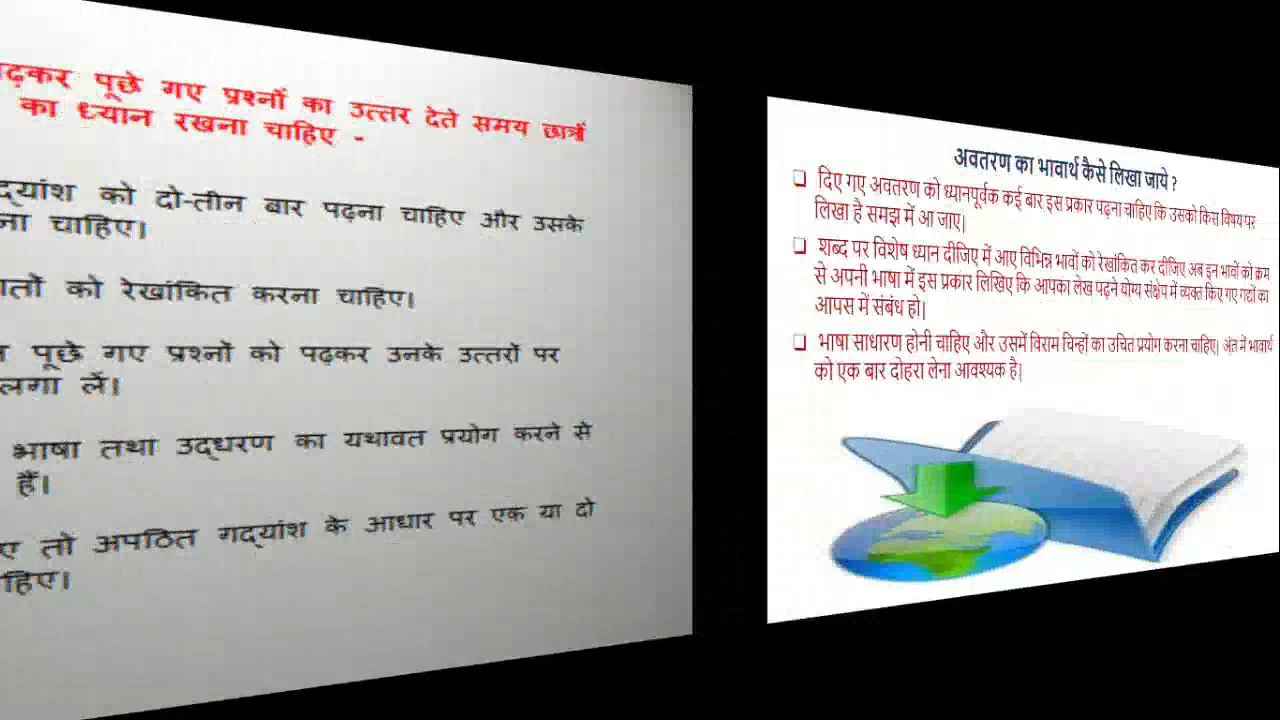 पूछे गए प्रश्नों का उत्तर देते समय छात्रों
का ध्यान रखना चाहिए -
को दो-तीन बार पढ़ना चाहिए और उसके
चाहिए।
को रेखांकित करना चाहिए।
पूछे गए प्रश्नों को पढ़कर उनके उत्तरों पर
लगा लें।
भाषा तथा उद्धरण का यथावत प्रयोग करने से
हैं।
तो अपठित गद्यांश के आधार पर एक या दो
अवतरण का भावार्थ कैसे लिखा जाये ?
दिए गए अवतरण को ध्यानपूर्वक कई बार इस प्रकार पढ़ना चाहिए कि उसको किस विषय पर
लिखा है समझ में आ जाए।
शब्द पर विशेष ध्यान दीजिए में आए विभिन्न भावों को रेखांकित कर दीजिए अब इन भावों को क्रम
से अपनी भाषा में इस प्रकार लिखिए कि आपका लेख पढ़ने योग्य संक्षेप में व्यक्त किए गए गद्यों का
आपस में संबंध हो।
भाषा साधारण होनी चाहिए और उसमें विराम चिन्हों का उचित प्रयोग करना चाहिए। अंत में भावार्थ
को एक बार दोहरा लेना आवश्यक है।